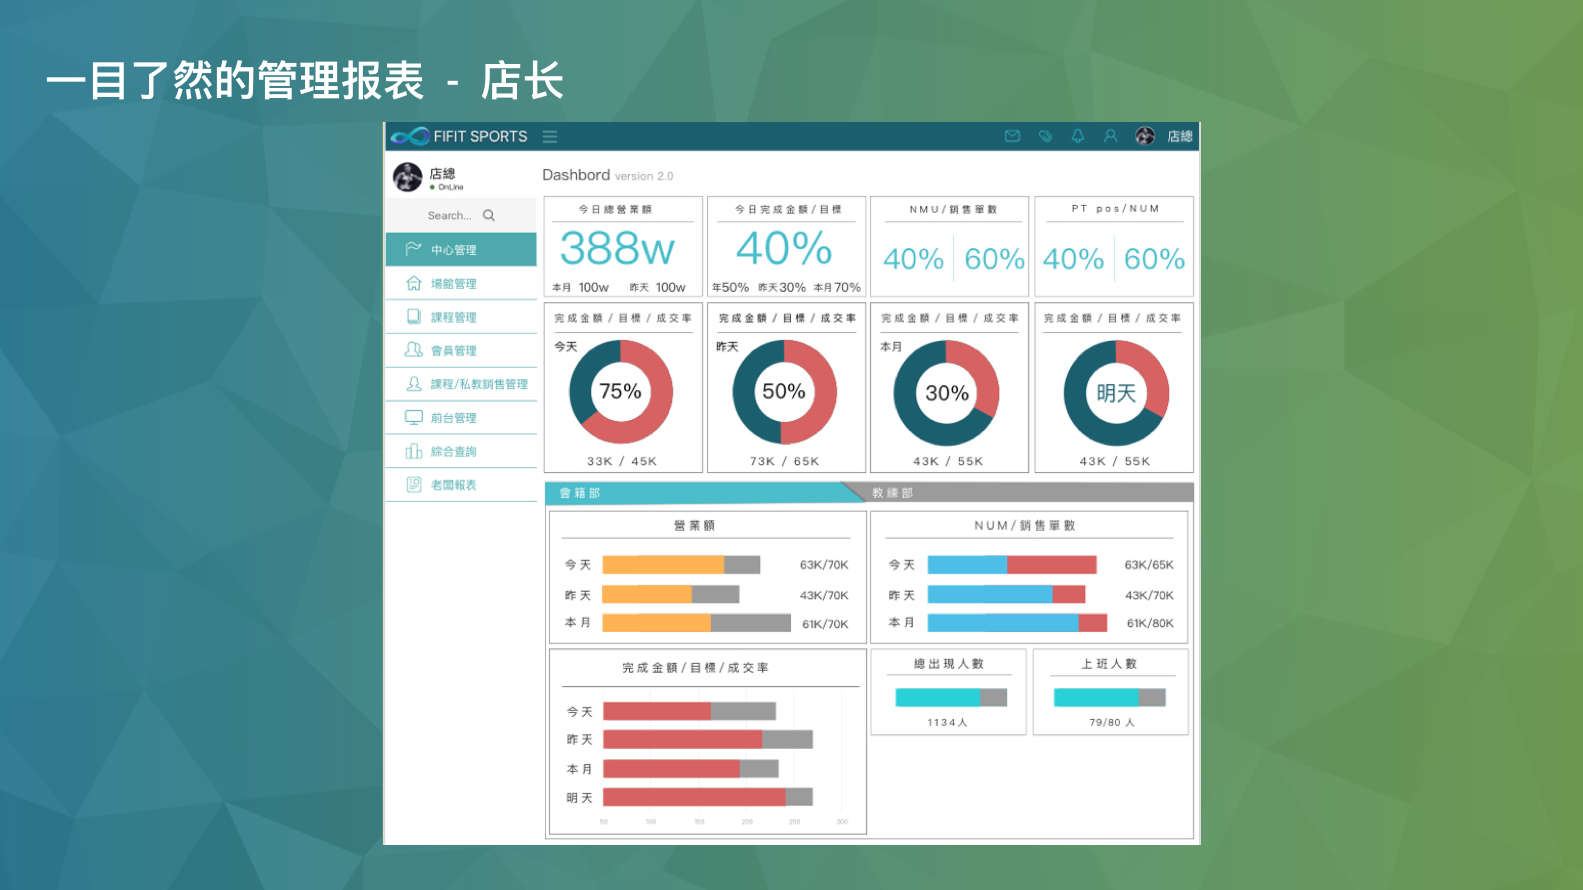 一目了然的管理报表 - 店长
FIFIT SPORTS
店總
店總
OnLine
Search...
中心管理
場館管理
課程管理
會員管理
課程/私教銷售管理
前台管理
綜合查詢
老闆報表
Dashbord version 2.0
今日總營業額
388w
本月 100w 昨天 100w
今日完成金額/目標
40%
年50% 昨天30% 本月70%
NMU/銷售單數
40% 60%
PT pos/NUM
40% 60%
完成金額 / 目標 / 成交率
今天
75%
33K / 45K
完成金額 / 目標 / 成交率
昨天
50%
73K / 65K
完成金額 / 目標 / 成交率
本月
30%
43K / 55K
完成金額 / 目標 / 成交率
明天
43K / 55K
會籍部
教練部
營業額
今天 63K/70K
昨天 43K/70K
本月 61K/70K
NUM/銷售單數
今天 63K/65K
昨天 43K/70K
本月 61K/80K
完成金額/目標/成交率
今天
昨天
本月
明天
50 100 150 200 250 300
總出現人數
1134人
上班人數
79/80 人